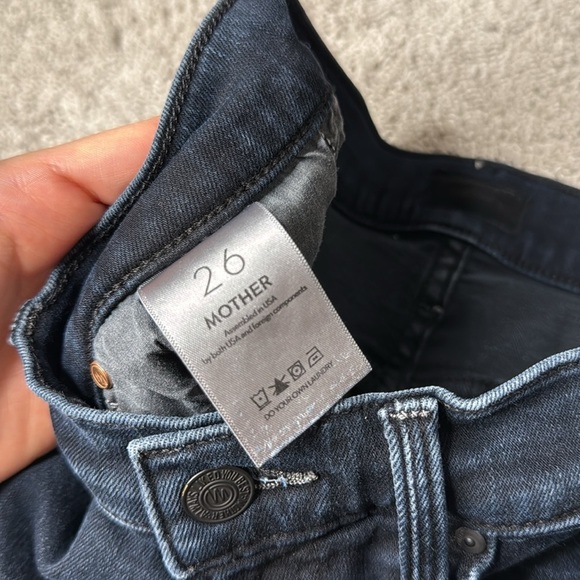 26
MOTHER
Assembled in USA
by both USA and foreign components
DO YOUR OWN LAUNDRY